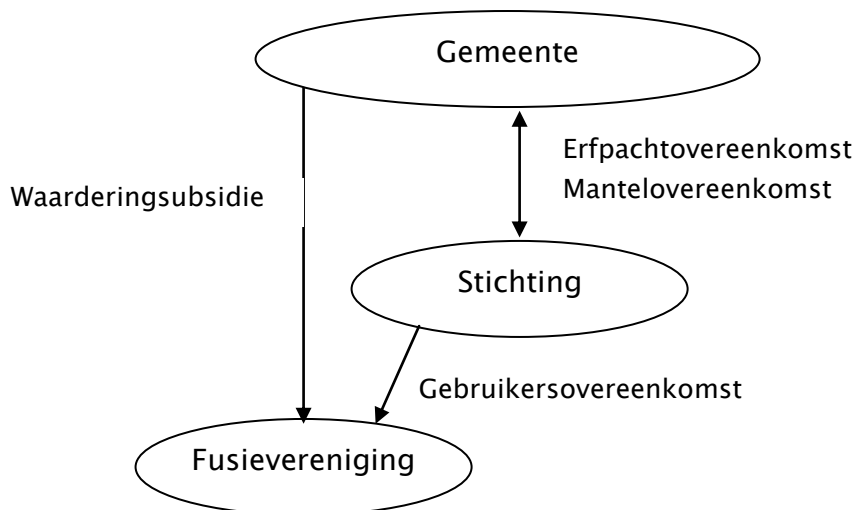 Gemeente
Erfpachtovereenkomst
Mantelovereenkomst
Waarderingsubsidie
Stichting
Gebruikersovereenkomst
Fusievereniging